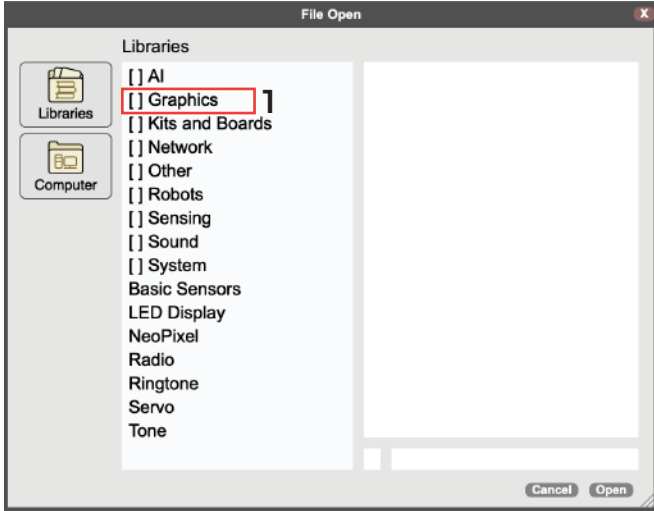 File Open
X
Libraries
Libraries
Computer
[ ] AI
[ ] Graphics
1
[ ] Kits and Boards
[ ] Network
[ ] Other
[ ] Robots
[ ] Sensing
[ ] Sound
[ ] System
Basic Sensors
LED Display
NeoPixel
Radio
Ringtone
Servo
Tone
Cancel
Open